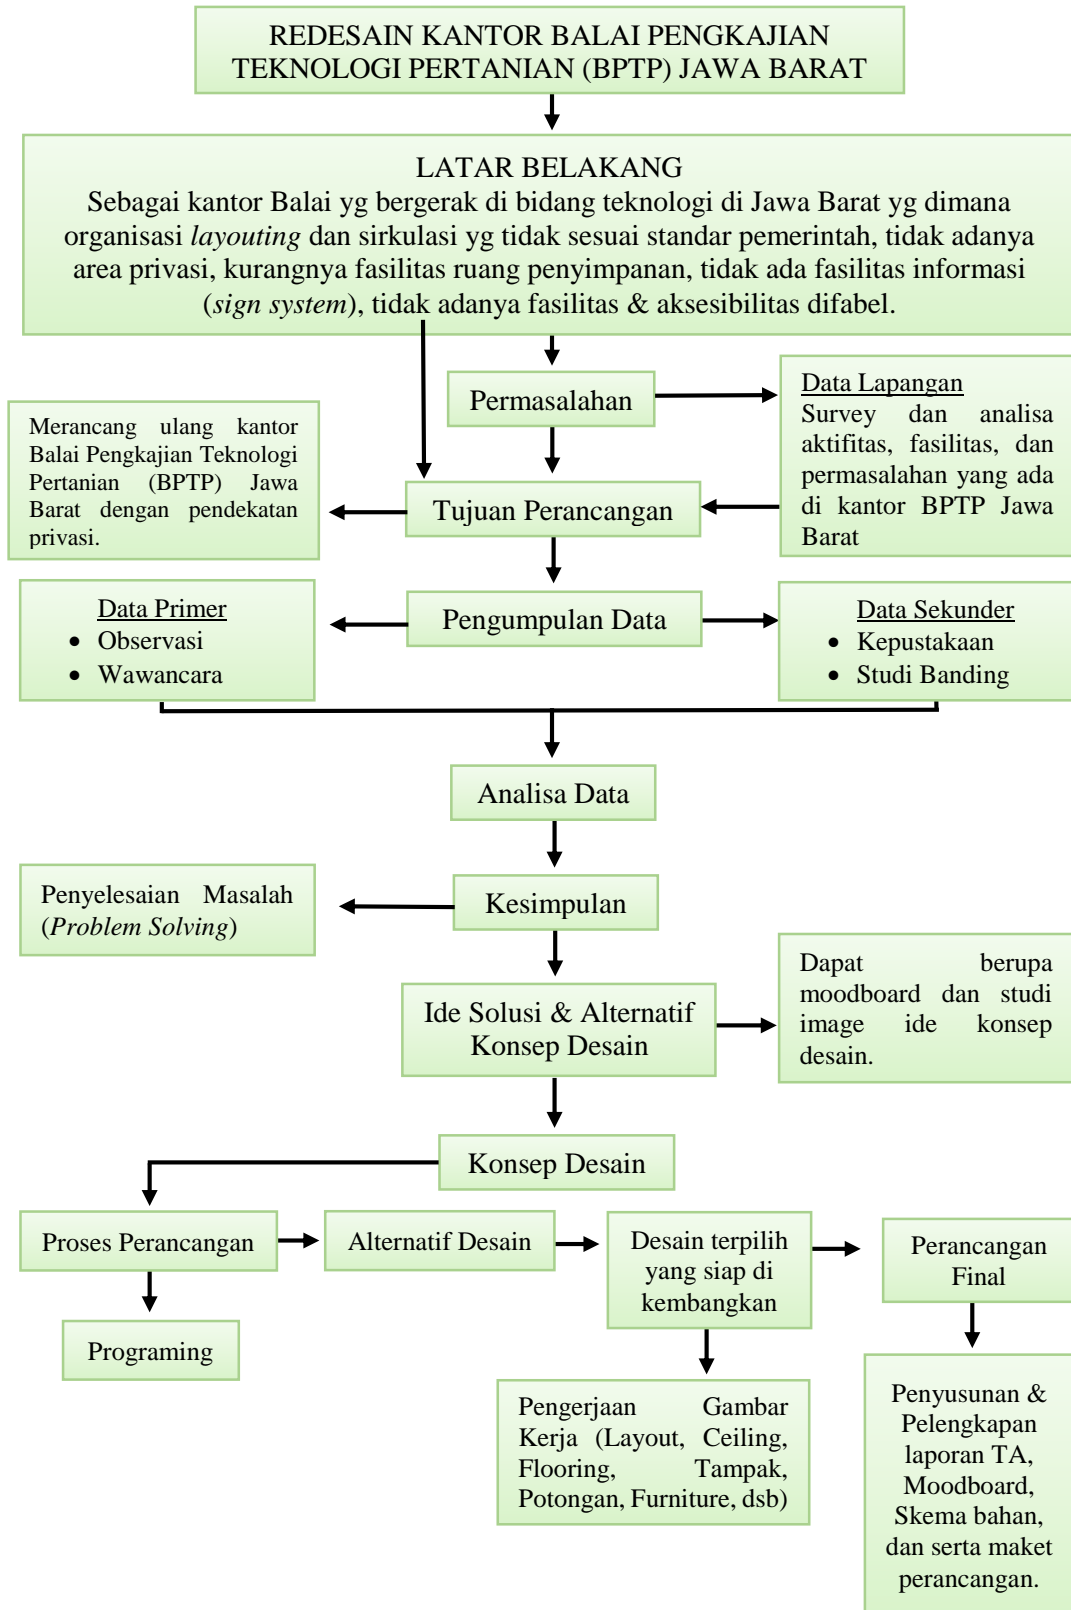 REDESAIN KANTOR BALAI PENGKAJIAN
TEKNOLOGI PERTANIAN (BPTP) JAWA BARAT
LATAR BELAKANG
Sebagai kantor Balai yg bergerak di bidang teknologi di Jawa Barat yg dimana
organisasi layouting dan sirkulasi yg tidak sesuai standar pemerintah, tidak adanya
area privasi, kurangnya fasilitas ruang penyimpanan, tidak ada fasilitas informasi
(sign system), tidak adanya fasilitas & aksesibilitas difabel.
Permasalahan
Data Lapangan
Survey dan analisa
aktifitas, fasilitas, dan
permasalahan yang ada
di kantor BPTP Jawa
Barat
Merancang ulang kantor
Balai Pengkajian Teknologi
Pertanian (BPTP) Jawa
Barat dengan pendekatan
privasi.
Tujuan Perancangan
Data Primer
• Observasi
• Wawancara
Pengumpulan Data
Data Sekunder
• Kepustakaan
• Studi Banding
Analisa Data
Penyelesaian Masalah
(Problem Solving)
Kesimpulan
Ide Solusi & Alternatif
Konsep Desain
Dapat berupa
moodboard dan studi
image ide konsep
desain.
Konsep Desain
Proses Perancangan
Alternatif Desain
Desain terpilih
yang siap di
kembangkan
Perancangan
Final
Programing
Pengerjaan Gambar
Kerja (Layout, Ceiling,
Flooring, Tampak,
Potongan, Furniture, dsb)
Penyusunan &
Pelengkapan
laporan TA,
Moodboard,
Skema bahan,
dan serta maket
perancangan.